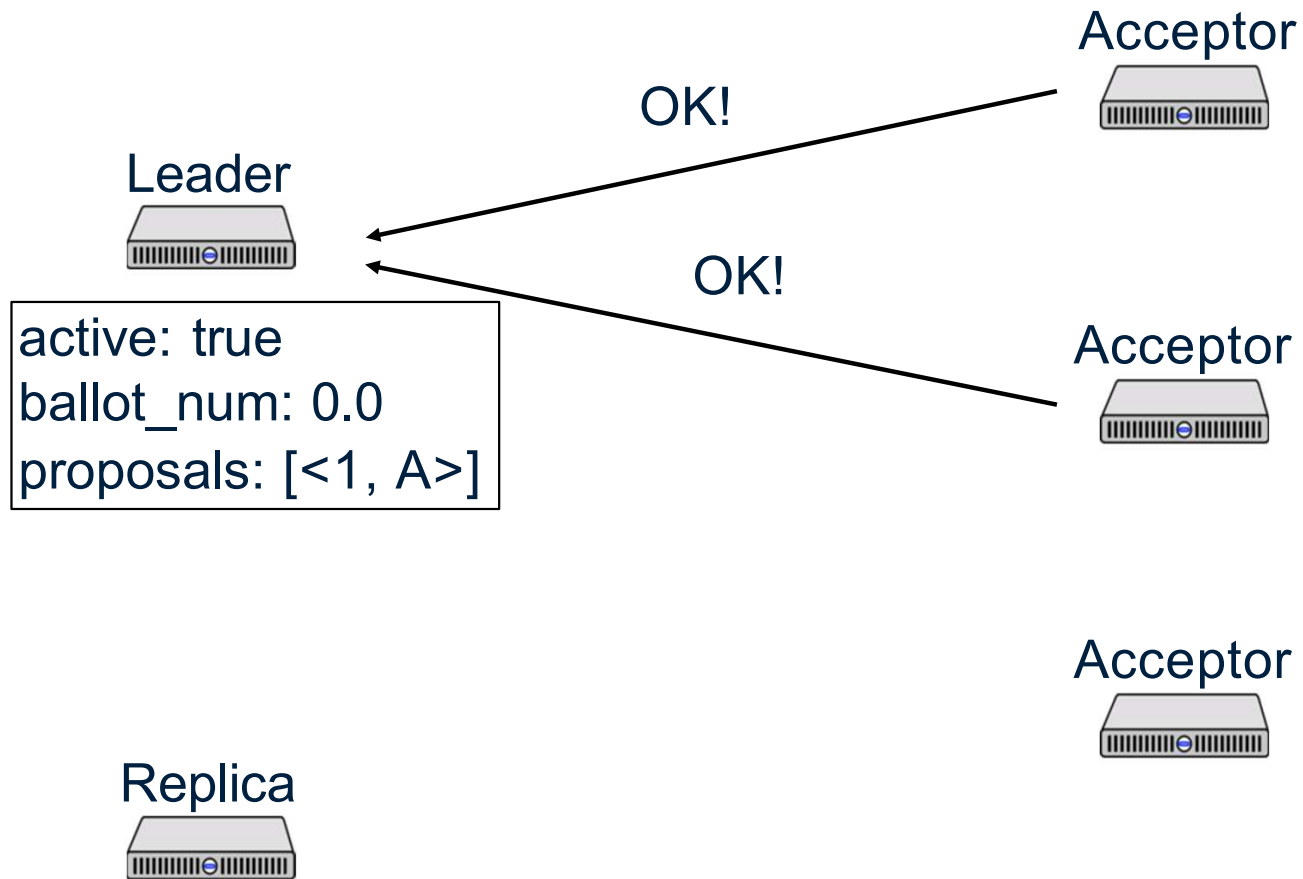 Acceptor
OK!
Leader
OK!
active: true
ballot_num: 0.0
proposals: [<1, A>]
Acceptor
Acceptor
Replica